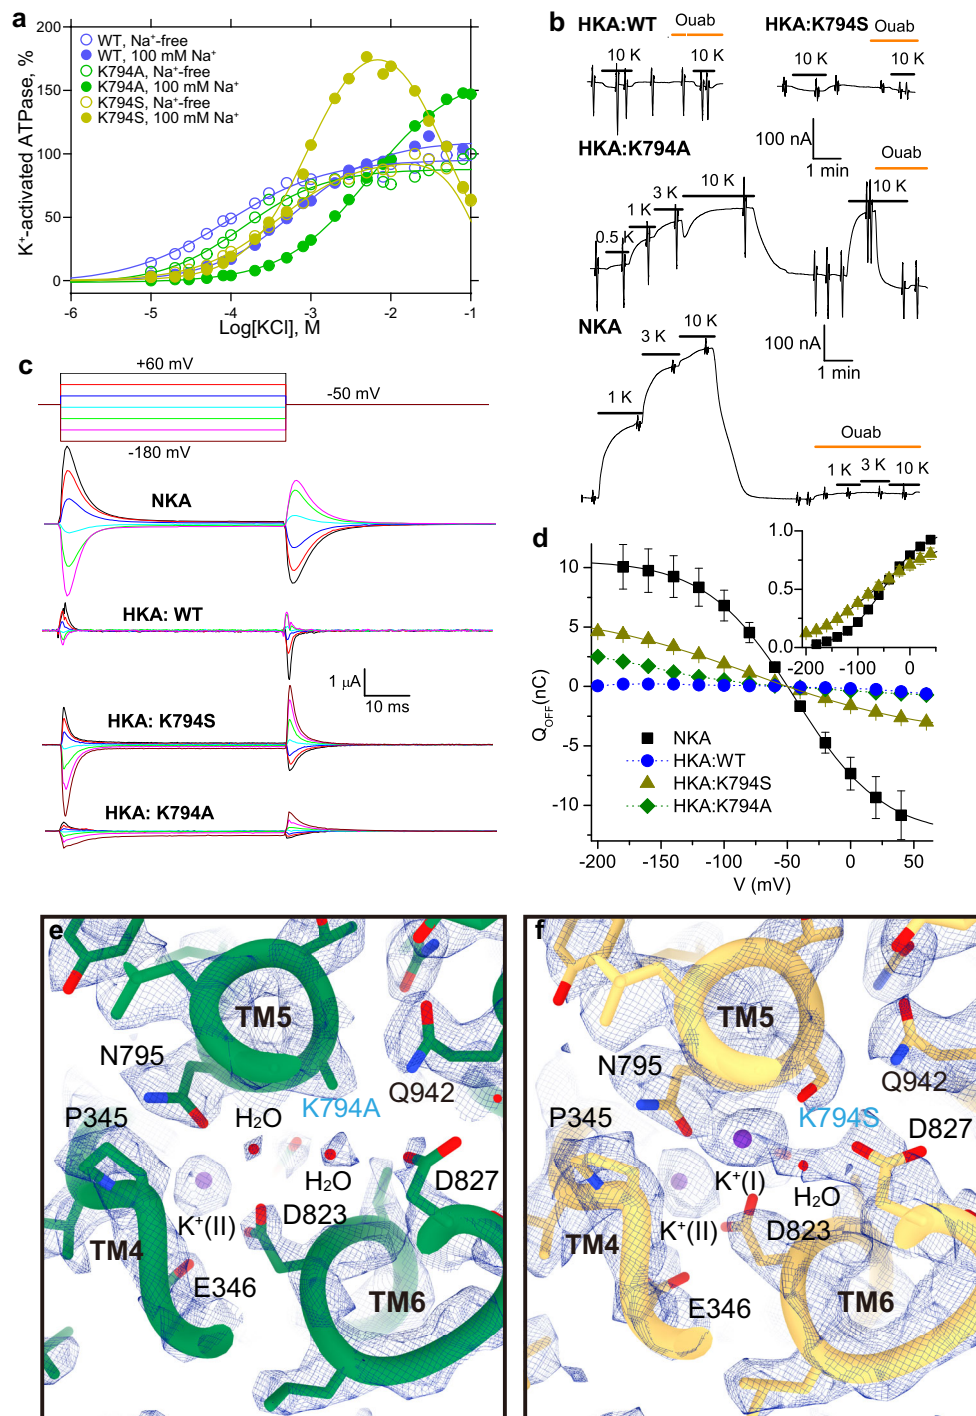 a
200
150
100
50
0
K⁺-activated ATPase, %
WT, Na⁺-free
WT, 100 mM Na⁺
K794A, Na⁺-free
K794A, 100 mM Na⁺
K794S, Na⁺-free
K794S, 100 mM Na⁺
-6 -5 -4 -3 -2 -1
Log[KCl], M
b
HKA:WT
Ouab
10 K 10 K
HKA:K794S
Ouab
10 K 10 K
100 nA
1 min
HKA:K794A
Ouab
0.5 K 1 K 3 K 10 K
10 K
100 nA
1 min
NKA
1 K 3 K 10 K
Ouab
1 K 3 K 10 K
c
+60 mV
-50 mV
-180 mV
NKA
HKA: WT
1 µA
10 ms
HKA: K794S
HKA: K794A
d
10
5
0
-5
-10
Q_OFF(nC)
1.0
0.5
0.0
-200 -100 0
NKA
HKA:WT
HKA:K794S
HKA:K794A
-200 -150 -100 -50 0 50
V (mV)
e
TM5
N795
K794A
Q942
P345
H₂O
H₂O
D827
K⁺(II)
D823
TM4
E346
TM6
f
TM5
N795
Q942
P345
K794S
D827
K⁺(I)
H₂O
K⁺(II)
D823
TM4
E346
TM6